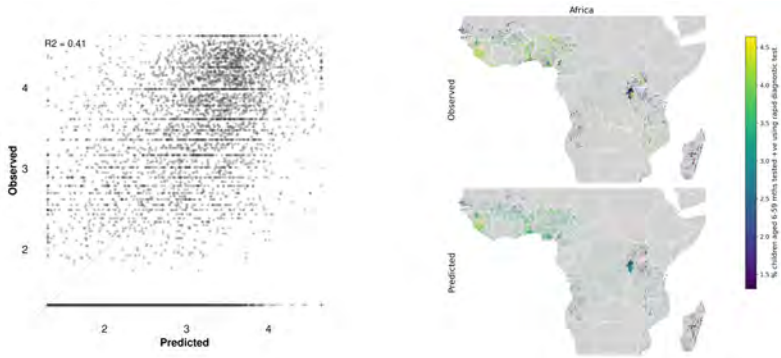 R2 = 0.41
4
3
2
Observed
2
3
4
Predicted
Africa
Observed
Predicted
4.5
4.0
3.5
3.0
2.5
2.0
1.5
% children aged 6-59 mths tested +ve using rapid diagnostic test